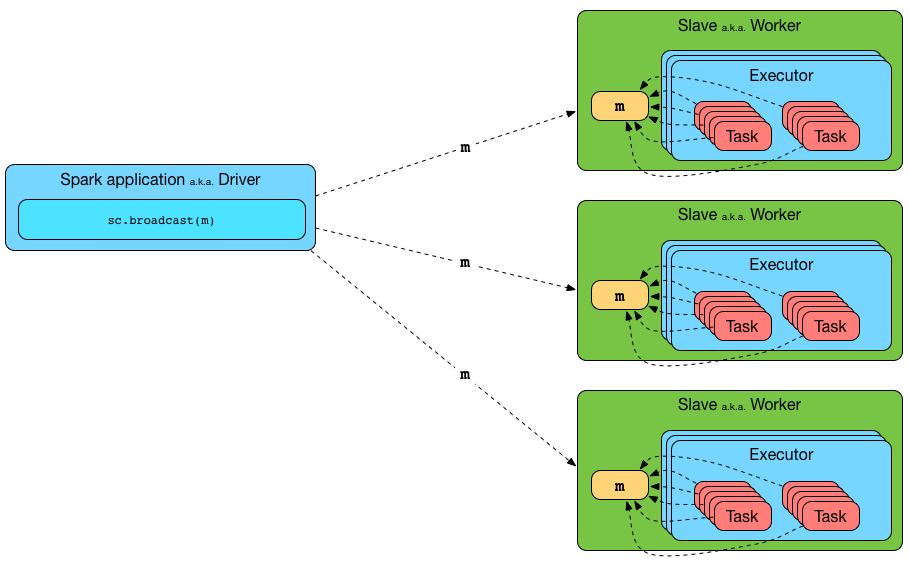 Spark application a.k.a. Driver
sc.broadcast(m)
m
m
m
Slave a.k.a. Worker
Executor
m
Task
Task
Slave a.k.a. Worker
Executor
m
Task
Task
Slave a.k.a. Worker
Executor
m
Task
Task